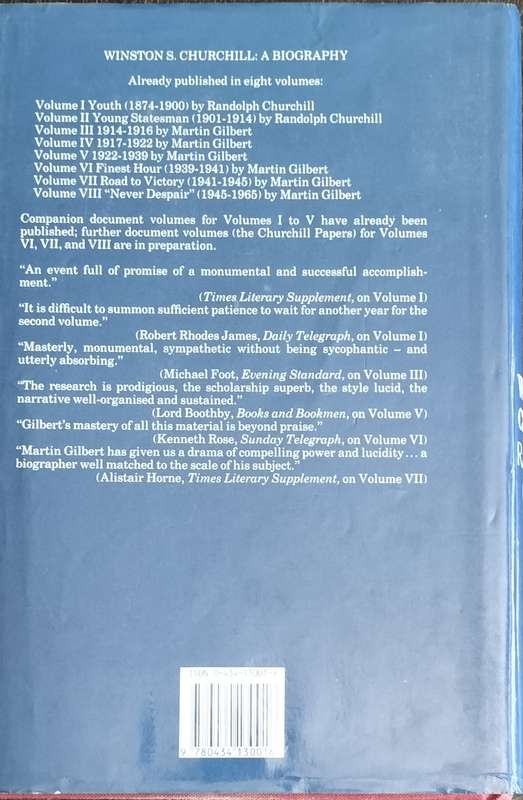 WINSTON S. CHURCHILL: A BIOGRAPHY
Already published in eight volumes:
Volume I Youth (1874-1900) by Randolph Churchill
Volume II Young Statesman (1901-1914) by Randolph Churchill
Volume III 1914-1916 by Martin Gilbert
Volume IV 1917-1922 by Martin Gilbert
Volume V 1922-1939 by Martin Gilbert
Volume VI Finest Hour (1939-1941) by Martin Gilbert
Volume VII Road to Victory (1941-1945) by Martin Gilbert
Volume VIII “Never Despair” (1945-1965) by Martin Gilbert
Companion document volumes for Volumes I to V have already been
published; further document volumes (the Churchill Papers) for Volumes
VI, VII, and VIII are in preparation.
“An event full of promise of a monumental and successful accomplish-
ment.”
(Times Literary Supplement, on Volume I)
“It is difficult to summon sufficient patience to wait for another year for the
second volume.”
(Robert Rhodes James, Daily Telegraph, on Volume I)
“Masterly, monumental, sympathetic without being sycophantic – and
utterly absorbing.”
(Michael Foot, Evening Standard, on Volume III)
“The research is prodigious, the scholarship superb, the style lucid, the
narrative well-organised and sustained.”
(Lord Boothby, Books and Bookmen, on Volume V)
“Gilbert's mastery of all this material is beyond praise.”
(Kenneth Rose, Sunday Telegraph, on Volume VI)
“Martin Gilbert has given us a drama of compelling power and lucidity... a
biographer well matched to the scale of his subject.”
(Alistair Horne, Times Literary Supplement, on Volume VII)
ISBN
9 780434 13001